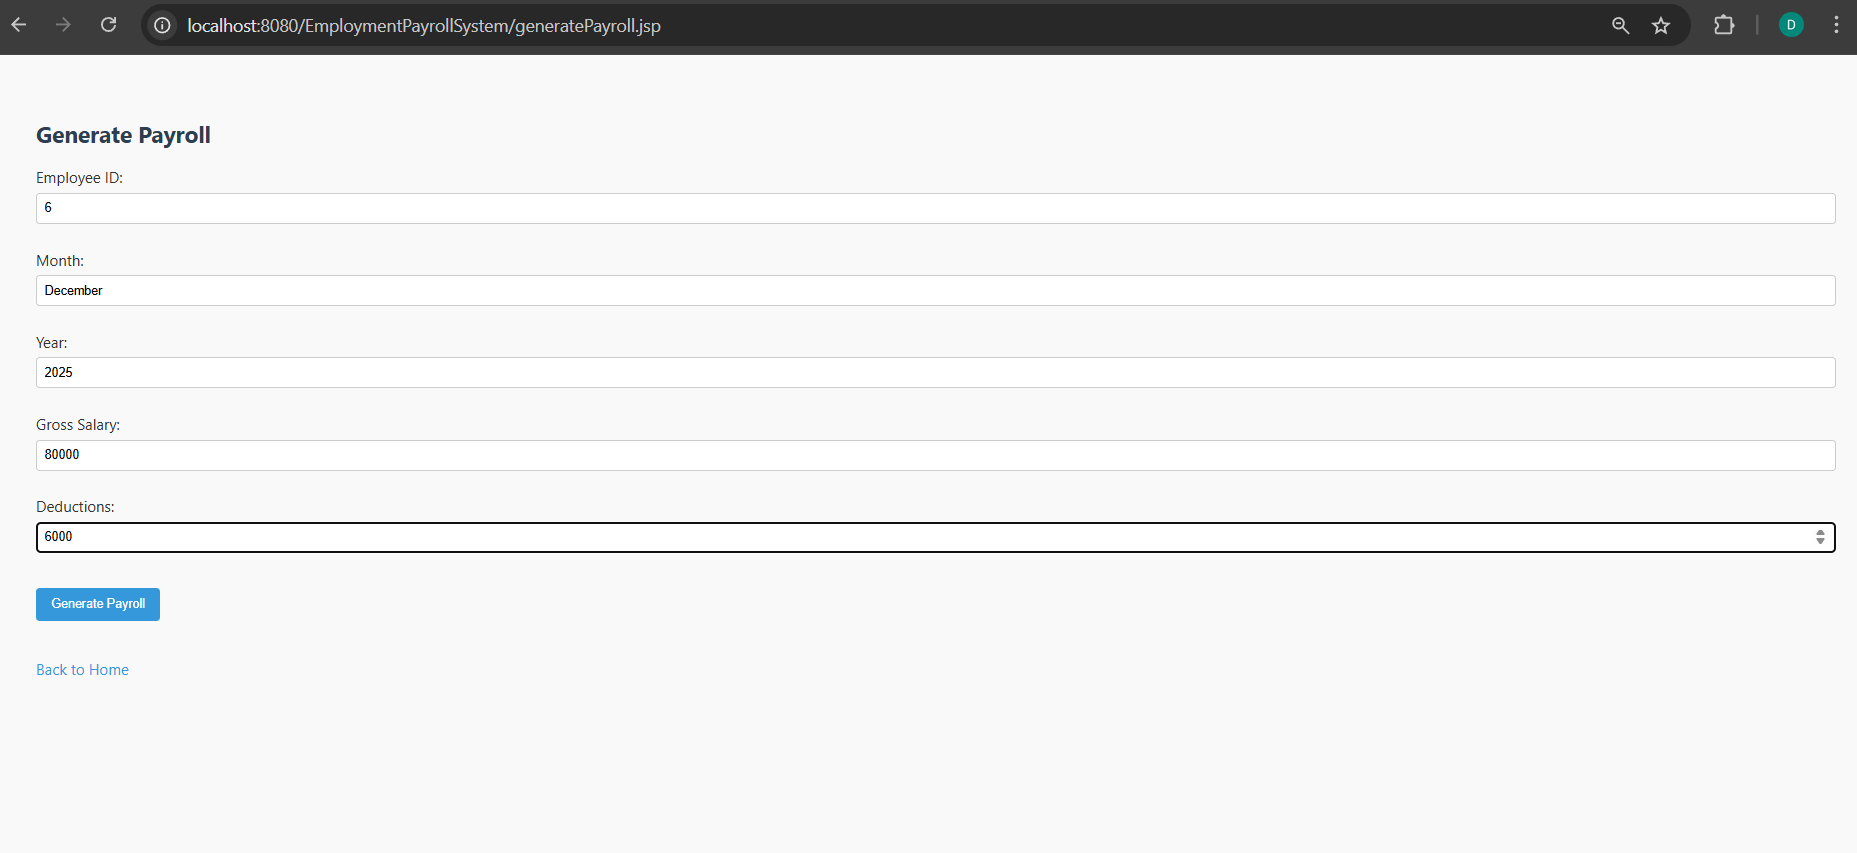 localhost:8080/EmploymentPayrollSystem/generatePayroll.jsp
D
Generate Payroll
Employee ID:
6
Month:
December
Year:
2025
Gross Salary:
80000
Deductions:
6000
Generate Payroll
Back to Home